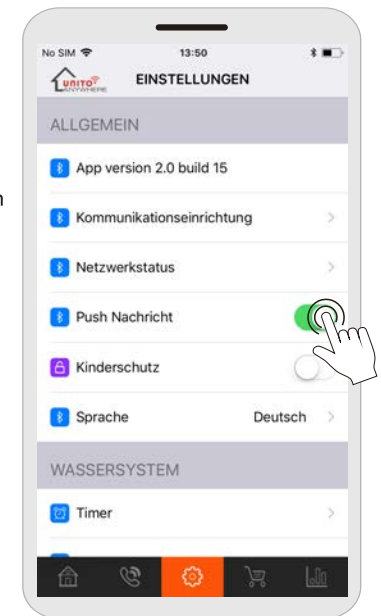 n
No SIM 13:50
UNITO
ANYWHERE
EINSTELLUNGEN
ALLGEMEIN
App version 2.0 build 15
Kommunikationseinrichtung
Netzwerkstatus
Push Nachricht
Kinderschutz
Sprache Deutsch
WASSERSYSTEM
Timer